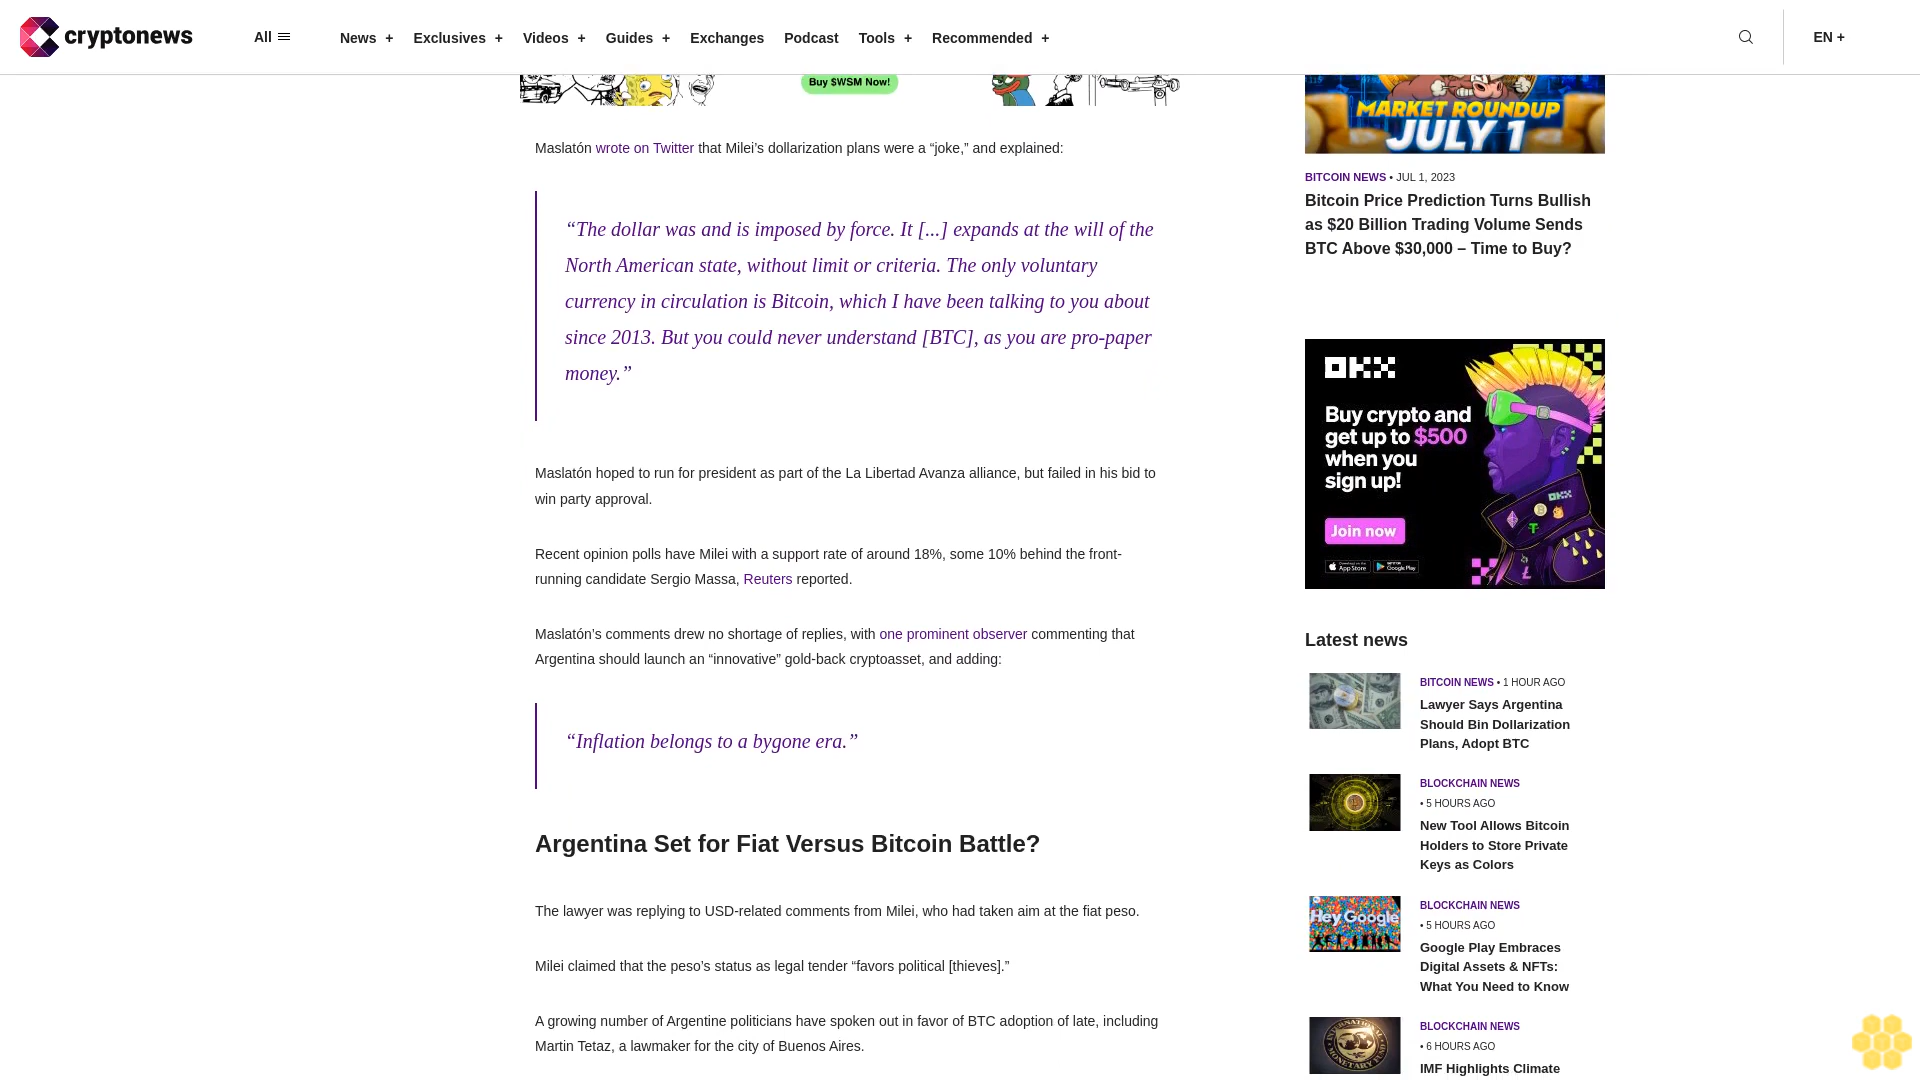 cryptonews
All
News +
Exclusives +
Videos +
Guides +
Exchanges
Podcast
Tools +
Recommended +
EN +
Buy $WSM Now!
Maslatón wrote on Twitter that Milei’s dollarization plans were a “joke,” and explained:
“The dollar was and is imposed by force. It [...] expands at the will of the
North American state, without limit or criteria. The only voluntary
currency in circulation is Bitcoin, which I have been talking to you about
since 2013. But you could never understand [BTC], as you are pro-paper
money.”
Maslatón hoped to run for president as part of the La Libertad Avanza alliance, but failed in his bid to
win party approval.
Recent opinion polls have Milei with a support rate of around 18%, some 10% behind the front-
running candidate Sergio Massa, Reuters reported.
Maslatón’s comments drew no shortage of replies, with one prominent observer commenting that
Argentina should launch an “innovative” gold-back cryptoasset, and adding:
“Inflation belongs to a bygone era.”
Argentina Set for Fiat Versus Bitcoin Battle?
The lawyer was replying to USD-related comments from Milei, who had taken aim at the fiat peso.
Milei claimed that the peso’s status as legal tender “favors political [thieves].”
A growing number of Argentine politicians have spoken out in favor of BTC adoption of late, including
Martin Tetaz, a lawmaker for the city of Buenos Aires.
MARKET ROUNDUP
JULY 1
BITCOIN NEWS • JUL 1, 2023
Bitcoin Price Prediction Turns Bullish
as $20 Billion Trading Volume Sends
BTC Above $30,000 – Time to Buy?
OKX
Buy crypto and
get up to $500
when you
sign up!
Join now
Download on the
App Store
GET IT ON
Google Play
OKX
Latest news
BITCOIN NEWS • 1 HOUR AGO
Lawyer Says Argentina
Should Bin Dollarization
Plans, Adopt BTC
BLOCKCHAIN NEWS
• 5 HOURS AGO
New Tool Allows Bitcoin
Holders to Store Private
Keys as Colors
Hey Google
BLOCKCHAIN NEWS
• 5 HOURS AGO
Google Play Embraces
Digital Assets & NFTs:
What You Need to Know
INTERNATIONAL
MONETARY FUND
BLOCKCHAIN NEWS
• 6 HOURS AGO
IMF Highlights Climate